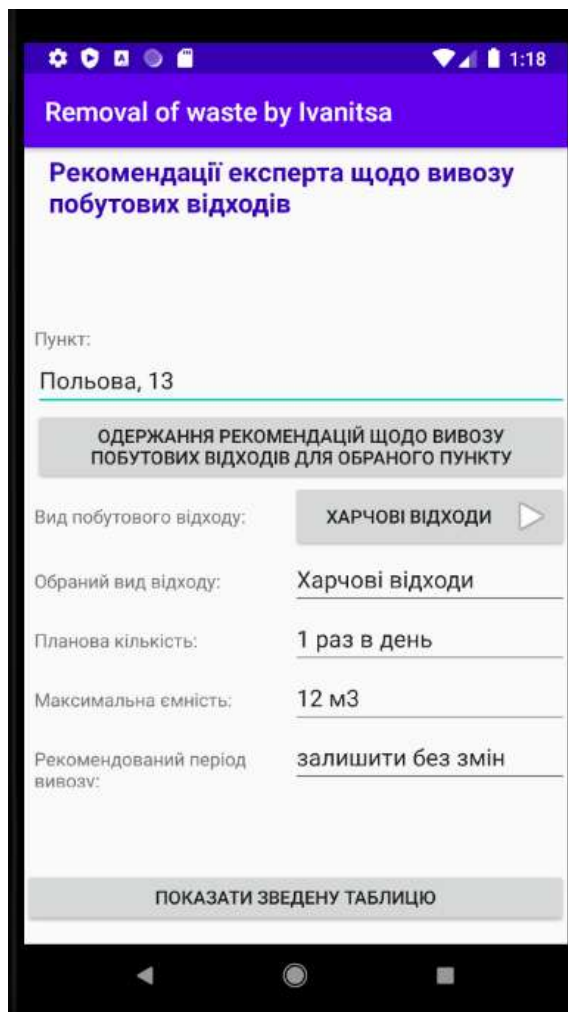 1:18
Removal of waste by Ivanitsa
Рекомендації експерта щодо вивозу
побутових відходів
Пункт:
Польова, 13
ОДЕРЖАННЯ РЕКОМЕНДАЦІЙ ЩОДО ВИВОЗУ
ПОБУТОВИХ ВІДХОДІВ ДЛЯ ОБРАНОГО ПУНКТУ
Вид побутового відходу:
ХАРЧОВІ ВІДХОДИ
Обраний вид відходу:
Харчові відходи
Планова кількість:
1 раз в день
Максимальна ємність:
12 м3
Рекомендований період
вивозу:
залишити без змін
ПОКАЗАТИ ЗВЕДЕНУ ТАБЛИЦЮ